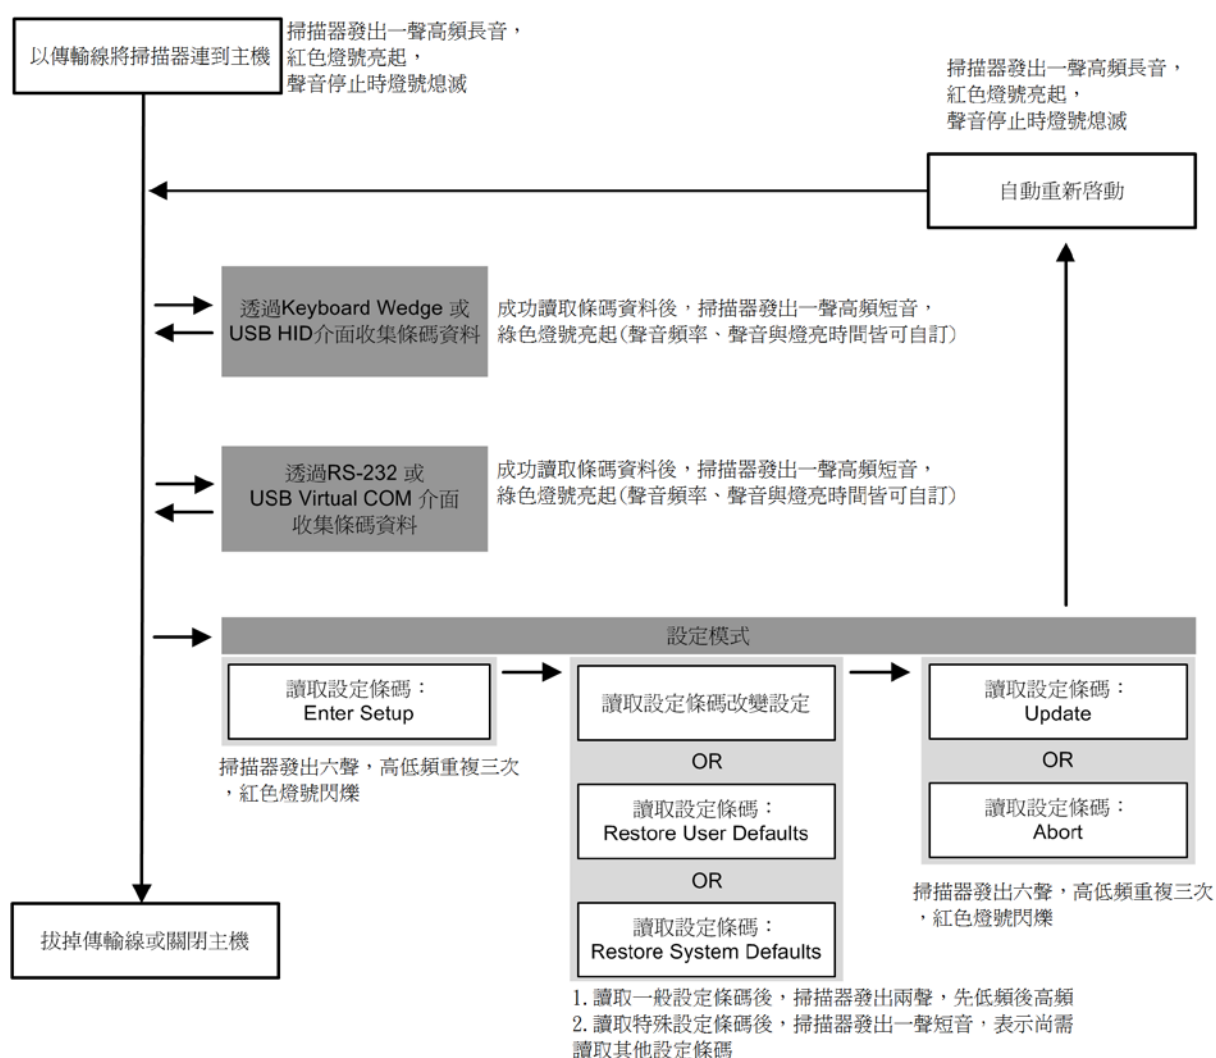 以傳輸線將掃描器連到主機
掃描器發出一聲高頻長音，
紅色燈號亮起，
聲音停止時燈號熄滅
掃描器發出一聲高頻長音，
紅色燈號亮起，
聲音停止時燈號熄滅
自動重新啓動
透過Keyboard Wedge 或
USB HID介面收集條碼資料
成功讀取條碼資料後，掃描器發出一聲高頻短音，
綠色燈號亮起(聲音頻率、聲音與燈亮時間皆可自訂)
透過RS-232 或
USB Virtual COM 介面
收集條碼資料
成功讀取條碼資料後，掃描器發出一聲高頻短音，
綠色燈號亮起(聲音頻率、聲音與燈亮時間皆可自訂)
設定模式
讀取設定條碼：
Enter Setup
掃描器發出六聲，高低頻重複三次
，紅色燈號閃爍
讀取設定條碼改變設定
OR
讀取設定條碼：
Restore User Defaults
OR
讀取設定條碼：
Restore System Defaults
1.讀取一般設定條碼後，掃描器發出兩聲，先低頻後高頻
2.讀取特殊設定條碼後，掃描器發出一聲短音，表示尚需
讀取其他設定條碼
讀取設定條碼：
Update
OR
讀取設定條碼：
Abort
掃描器發出六聲，高低頻重複三次
，紅色燈號閃爍
拔掉傳輸線或關閉主機